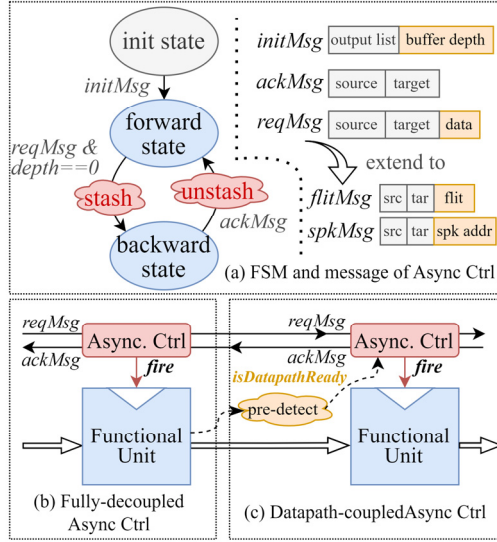 init state
initMsg
forward
state
reqMsg &
depth==0
stash
unstash
ackMsg
backward
state
initMsg output list buffer depth
ackMsg source target
reqMsg source target data
extend to
flitMsg src tar flit
spkMsg src tar spk addr
(a) FSM and message of Async Ctrl
reqMsg
ackMsg
Async. Ctrl
fire
Functional
Unit
(b) Fully-decoupled
Async Ctrl
reqMsg
ackMsg
Async. Ctrl
isDatapathReady
fire
pre-detect
Functional
Unit
(c) Datapath-coupledAsync Ctrl